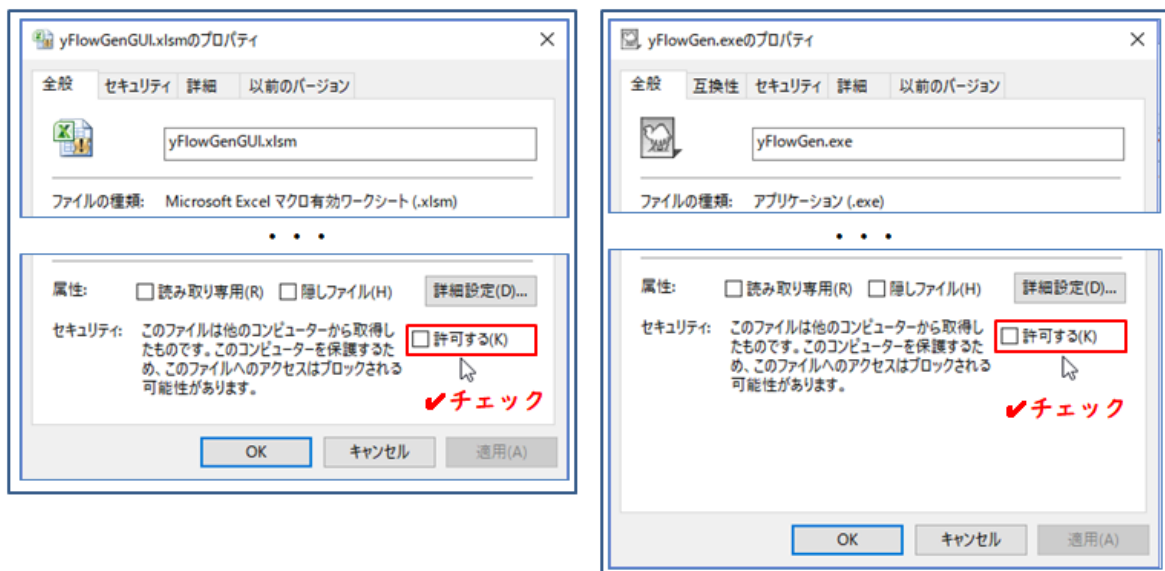 yFlowGenGUI.xlsmのプロパティ
全般 セキュリティ 詳細 以前のバージョン
yFlowGenGUI.xlsm
ファイルの種類: Microsoft Excel マクロ有効ワークシート (.xlsm)
・・・
属性: 読み取り専用(R) 隠しファイル(H) 詳細設定(D)...
セキュリティ: このファイルは他のコンピューターから取得し
たものです。このコンピューターを保護するた
め、このファイルへのアクセスはブロックされる
可能性があります。
許可する(K)
✔チェック
OK キャンセル 適用(A)
yFlowGen.exeのプロパティ
全般 互換性 セキュリティ 詳細 以前のバージョン
yFlowGen.exe
ファイルの種類: アプリケーション (.exe)
・・・
属性: 読み取り専用(R) 隠しファイル(H) 詳細設定(D)...
セキュリティ: このファイルは他のコンピューターから取得し
たものです。このコンピューターを保護するた
め、このファイルへのアクセスはブロックされる
可能性があります。
許可する(K)
✔チェック
OK キャンセル 適用(A)